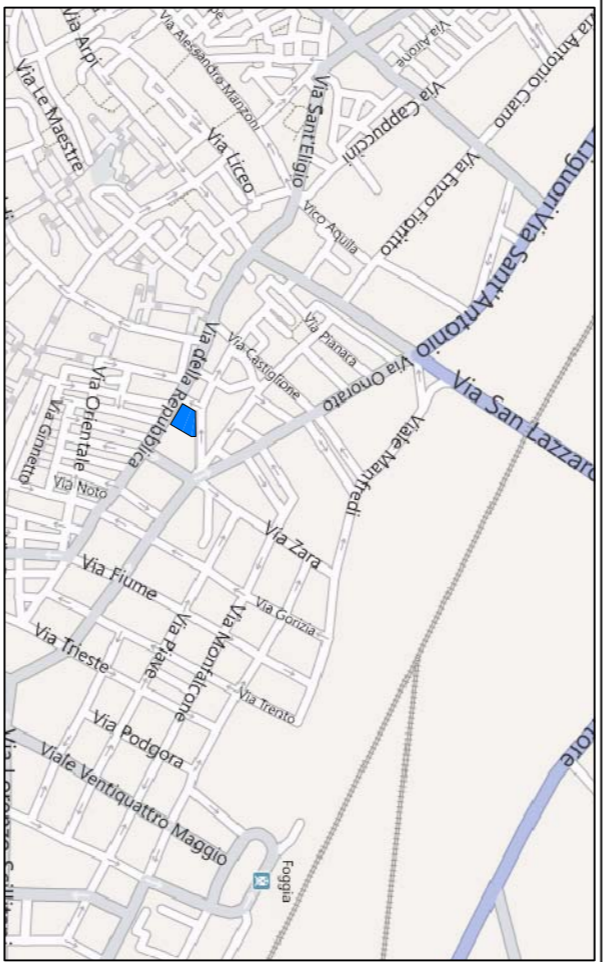 Via Arpi
Via Alessandro Manzoni
Via Airone
Via Antonio Ciano
Via Le Maestre
Via Sant'Eligio
Via Cappuccini
Via Liceo
Via Enzo Fioritto
Liguori
Via Sant'Antonio
Vico Aquila
Via Pianara
Via Castiglione
Via Onorato
Via San Lazzaro
Via della Repubblica
Via Orientale
Via Ginnetto
Viale Manfredi
Via Noto
Via Zara
Via Fiume
Via Gorizia
Via Piave
Via Monfalcone
Via Trieste
Via Trento
Via Podgora
tore
Viale Ventiquattro Maggio
Foggia